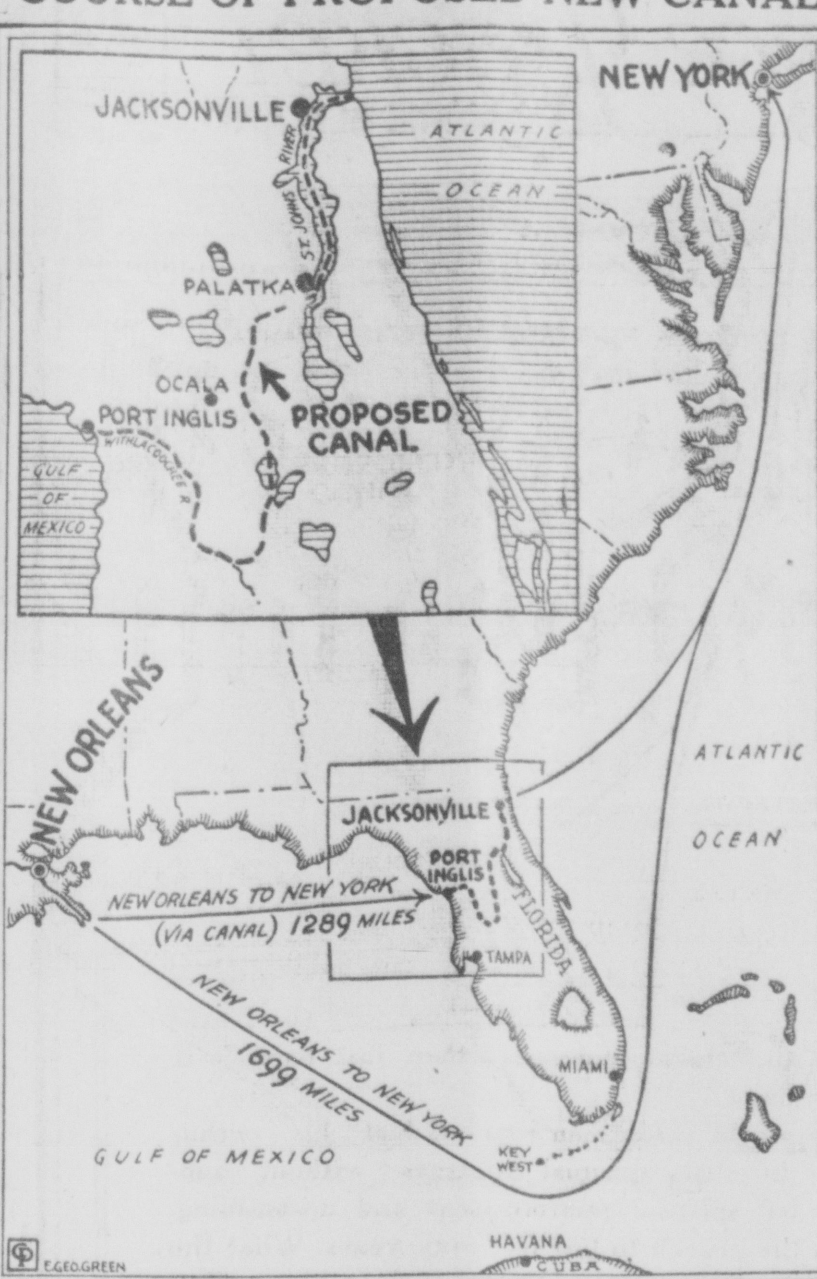 COURSE OF PROPOSED NEW CANAL
NEW YORK
JACKSONVILLE
ATLANTIC
OCEAN
ST. JOHNS RIVER
PALATKA
OCALA
PORT INGLIS
WITHLACOOCHEE R.
PROPOSED
CANAL
GULF
OF
MEXICO
NEW ORLEANS
ATLANTIC
OCEAN
JACKSONVILLE
PORT
INGLIS
FLORIDA
NEW ORLEANS TO NEW YORK
(VIA CANAL) 1289 MILES
TAMPA
NEW ORLEANS TO NEW YORK
1699 MILES
MIAMI
KEY
WEST
GULF OF MEXICO
HAVANA
CUBA
CP
E.GEO.GREEN